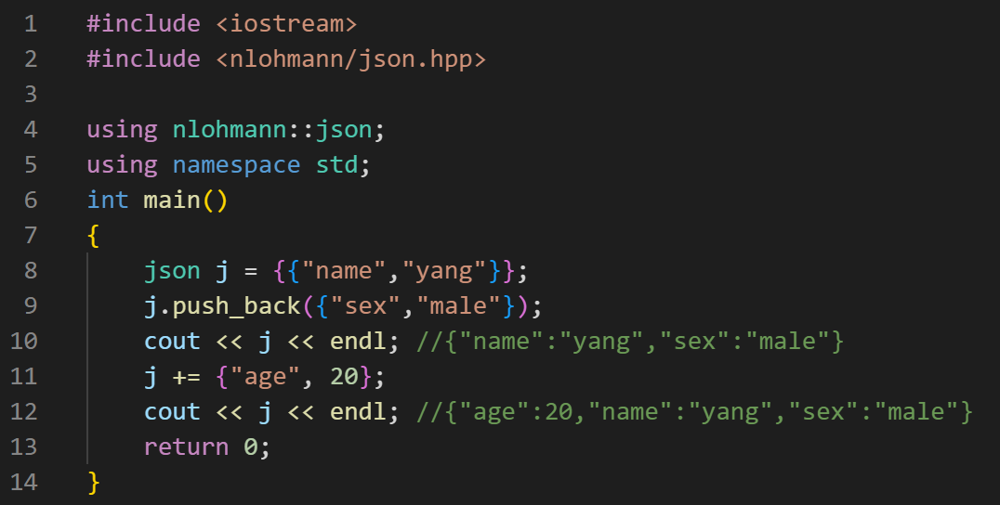 1 #include <iostream>
2 #include <nlohmann/json.hpp>
3
4 using nlohmann::json;
5 using namespace std;
6 int main()
7 {
8     json j = {{"name","yang"}};
9     j.push_back({"sex","male"});
10     cout << j << endl; //{"name":"yang","sex":"male"}
11     j += {"age", 20};
12     cout << j << endl; //{"age":20,"name":"yang","sex":"male"}
13     return 0;
14 }